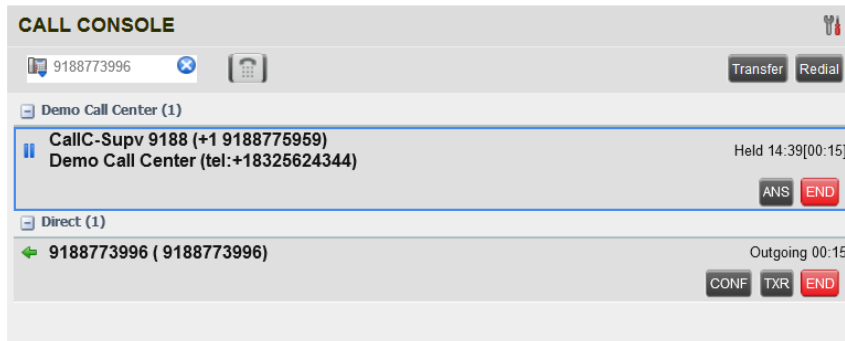 CALL CONSOLE
9188773996
Transfer Redial
Demo Call Center (1)
CallC-Supv 9188 (+1 9188775959)
Demo Call Center (tel:+18325624344)
Held 14:39[00:15]
ANS END
Direct (1)
9188773996 ( 9188773996)
Outgoing 00:15
CONF TXR END